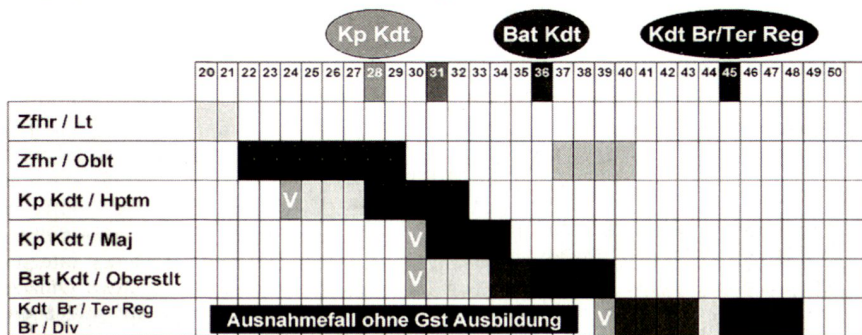 Kp Kdt Bat Kdt Kdt Br/Ter Reg
20 21 22 23 24 25 26 27 28 29 30 31 32 33 34 35 36 37 38 39 40 41 42 43 44 45 46 47 48 49 50
Zfhr / Lt
Zfhr / Oblt
Kp Kdt / Hptm V
Kp Kdt / Maj V
Bat Kdt / Oberstlt V
Kdt Br / Ter Reg
Br / Div
Ausnahmefall ohne Gst Ausbildung V